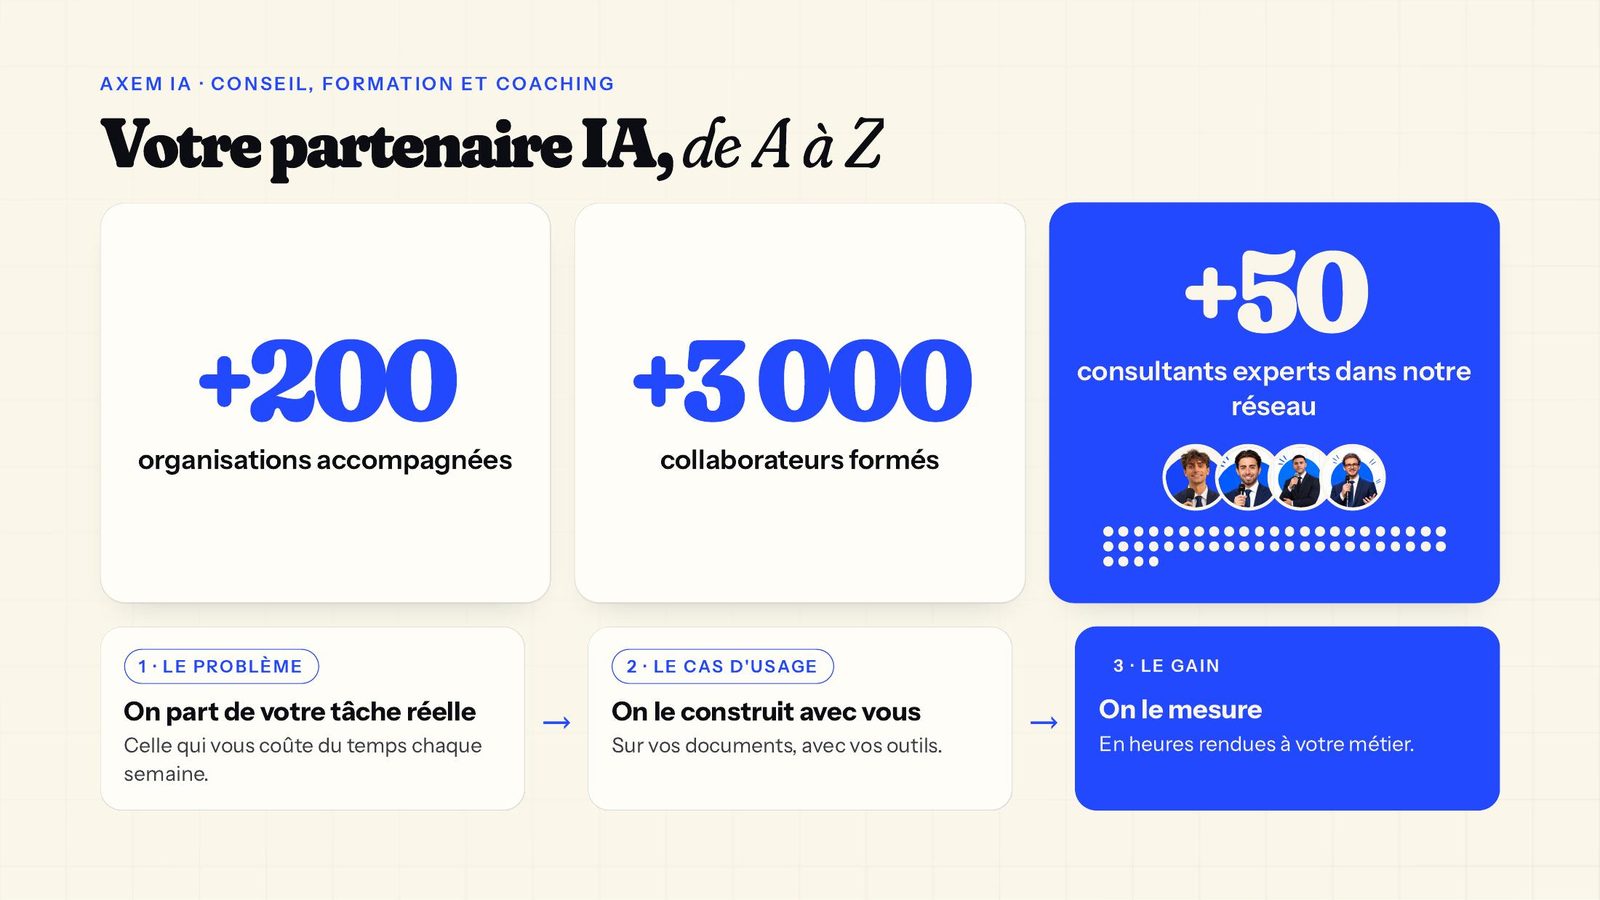 AXEM IA · CONSEIL, FORMATION ET COACHING
Votre partenaire IA, de A à Z
+200
organisations accompagnées
+3 000
collaborateurs formés
+50
consultants experts dans notre
réseau
1 · LE PROBLÈME
On part de votre tâche réelle
Celle qui vous coûte du temps chaque
semaine.
→
2 · LE CAS D'USAGE
On le construit avec vous
Sur vos documents, avec vos outils.
→
3 · LE GAIN
On le mesure
En heures rendues à votre métier.